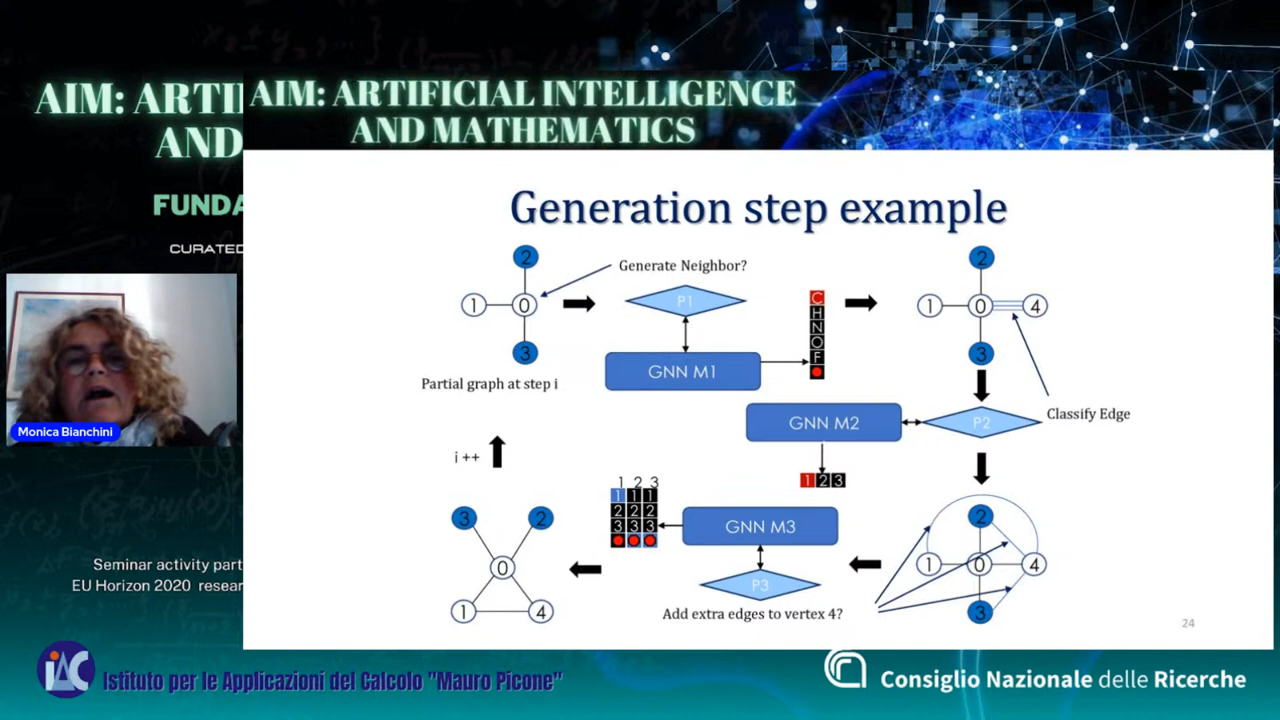 AIM: ARTI
AND
FUNDA
CURATED
Monica Bianchini
Seminar activity part
EU Horizon 2020 resear
AIM: ARTIFICIAL INTELLIGENCE
AND MATHEMATICS
Generation step example
2
1 0
3
Partial graph at step i
Generate Neighbor?
P1
GNN M1
C
H
N
O
F
2
1 0 4
3
Classify Edge
P2
GNN M2
1 2 3
2
1 0 4
3
Add extra edges to vertex 4?
P3
GNN M3
1 2 3
1 1 1
2 2 2
3 3 3
3 2
0
1 4
i ++
24
IAC
Istituto per le Applicazioni del Calcolo "Mauro Picone"
Consiglio Nazionale delle Ricerche